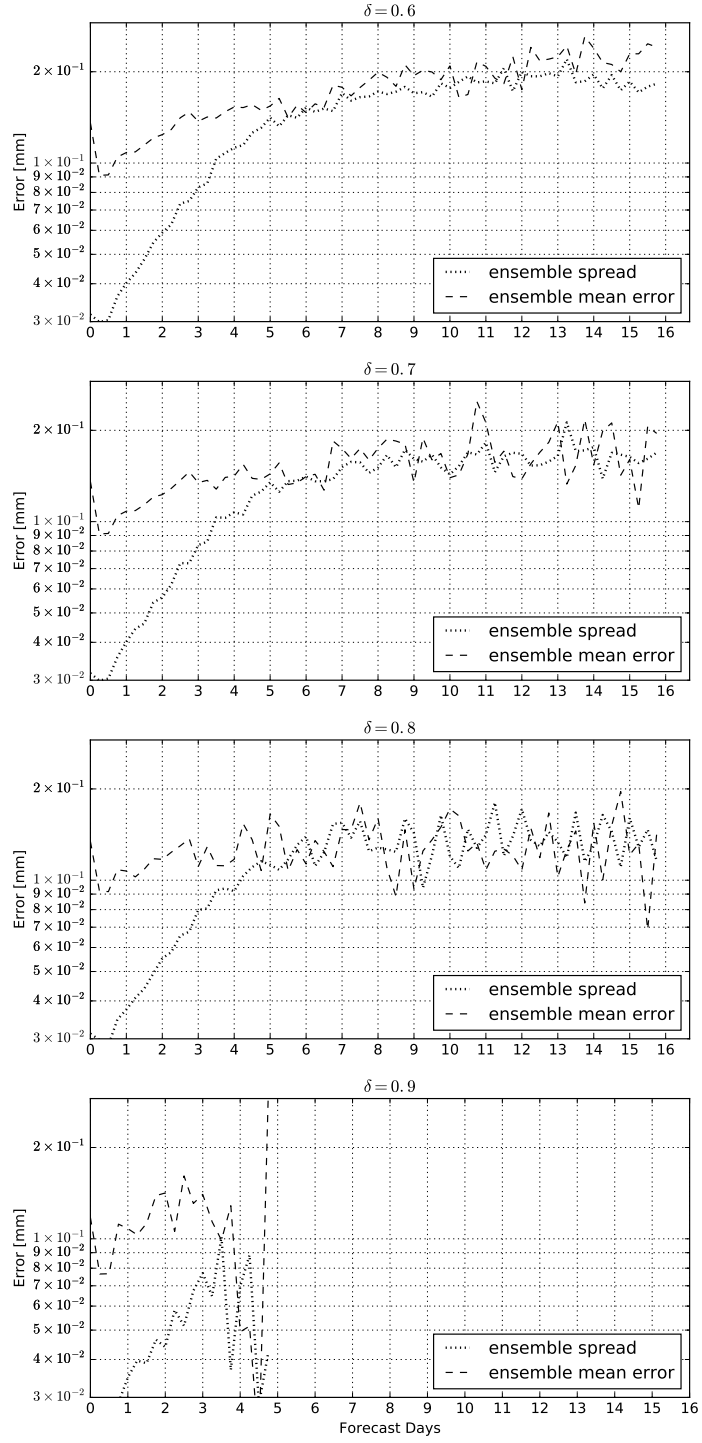 δ = 0.6
2 × 10⁻¹
1 × 10⁻¹
9 × 10⁻²
8 × 10⁻²
7 × 10⁻²
6 × 10⁻²
5 × 10⁻²
4 × 10⁻²
3 × 10⁻²
Error [mm]
ensemble spread
ensemble mean error
0 1 2 3 4 5 6 7 8 9 10 11 12 13 14 15 16
δ = 0.7
2 × 10⁻¹
1 × 10⁻¹
9 × 10⁻²
8 × 10⁻²
7 × 10⁻²
6 × 10⁻²
5 × 10⁻²
4 × 10⁻²
3 × 10⁻²
Error [mm]
ensemble spread
ensemble mean error
0 1 2 3 4 5 6 7 8 9 10 11 12 13 14 15 16
δ = 0.8
2 × 10⁻¹
1 × 10⁻¹
9 × 10⁻²
8 × 10⁻²
7 × 10⁻²
6 × 10⁻²
5 × 10⁻²
4 × 10⁻²
3 × 10⁻²
Error [mm]
ensemble spread
ensemble mean error
0 1 2 3 4 5 6 7 8 9 10 11 12 13 14 15 16
δ = 0.9
2 × 10⁻¹
1 × 10⁻¹
9 × 10⁻²
8 × 10⁻²
7 × 10⁻²
6 × 10⁻²
5 × 10⁻²
4 × 10⁻²
3 × 10⁻²
Error [mm]
ensemble spread
ensemble mean error
0 1 2 3 4 5 6 7 8 9 10 11 12 13 14 15 16
Forecast Days